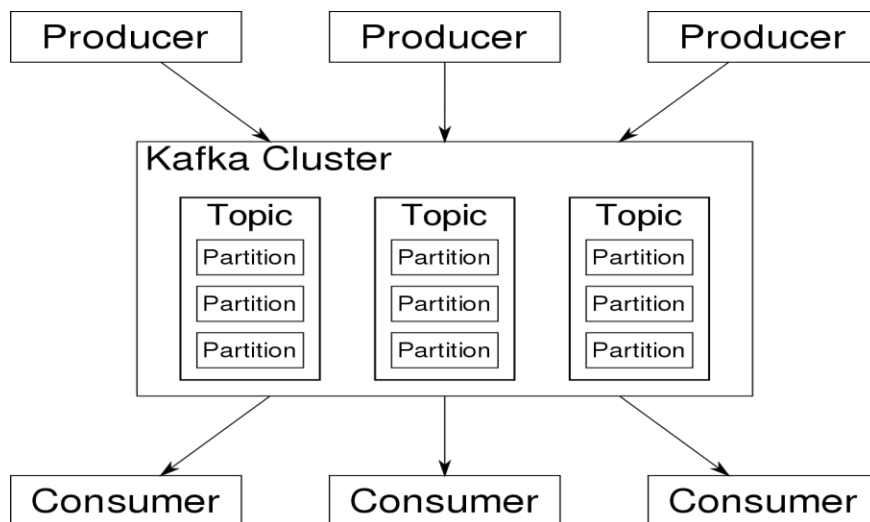 Producer Producer Producer
Kafka Cluster
Topic Topic Topic
Partition Partition Partition
Partition Partition Partition
Partition Partition Partition
Consumer Consumer Consumer